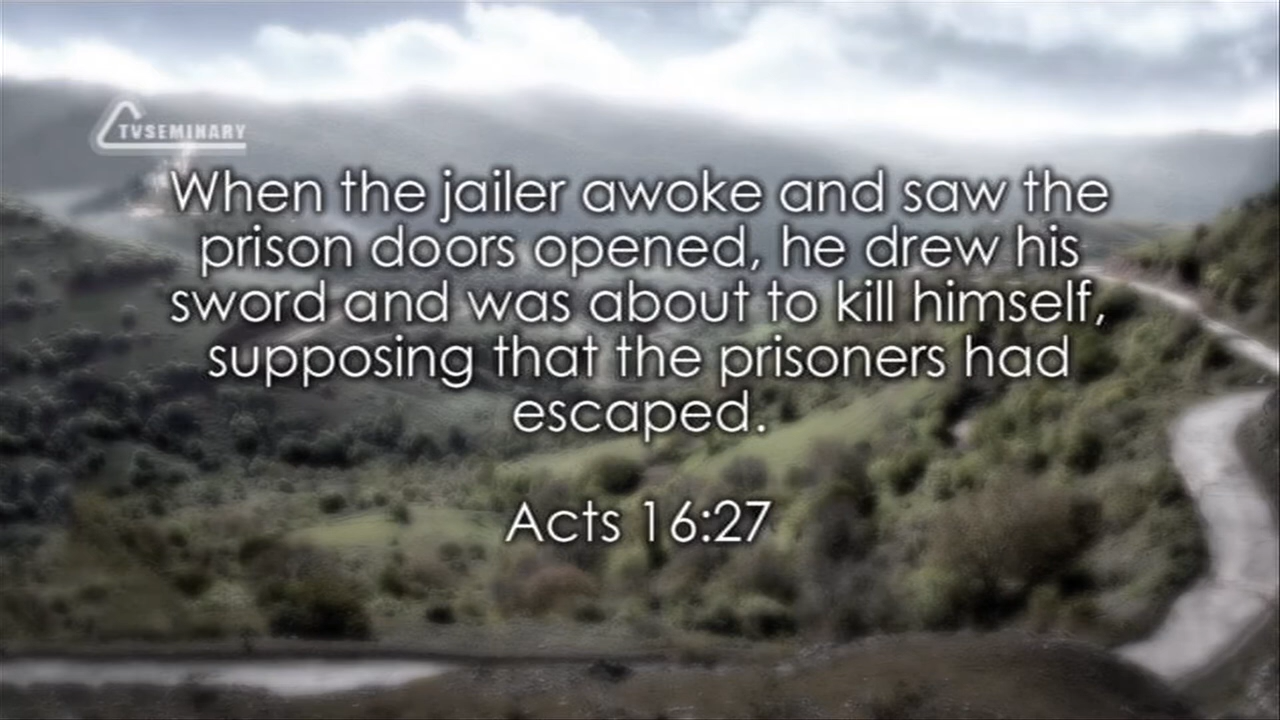 TVSEMINARY
When the jailer awoke and saw the
prison doors opened, he drew his
sword and was about to kill himself,
supposing that the prisoners had
escaped.
Acts 16:27